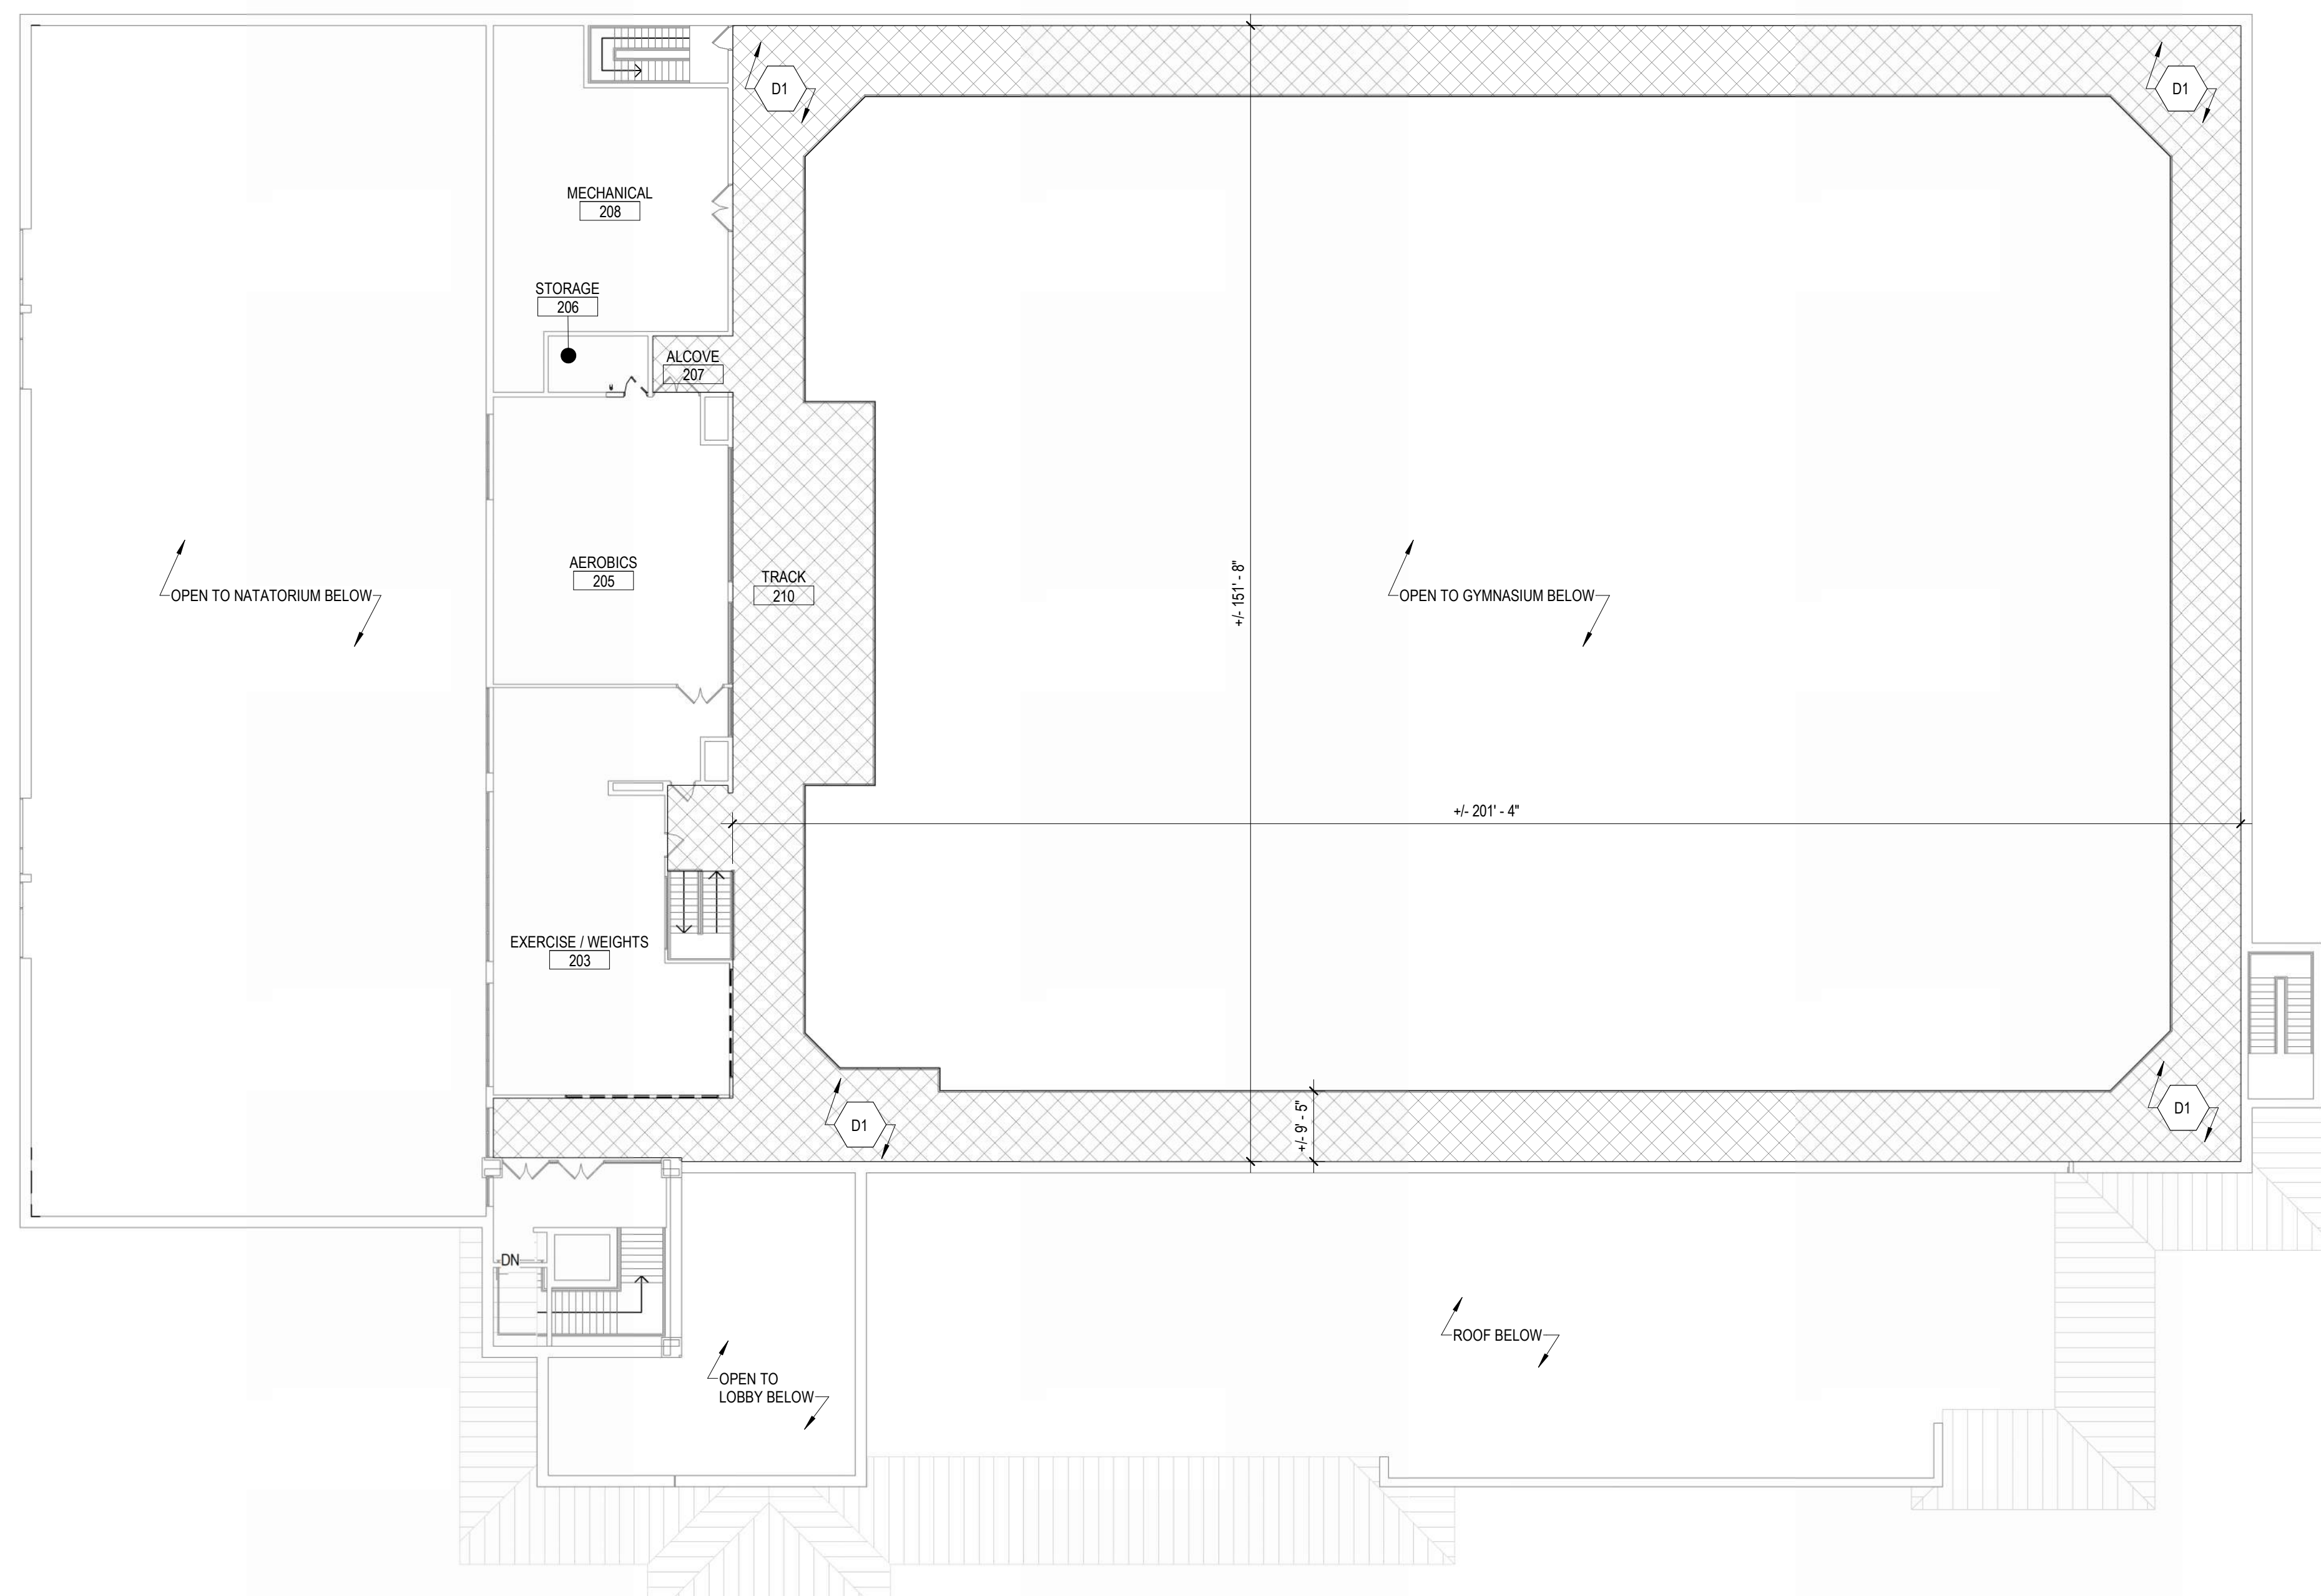 D1
D1
MECHANICAL
208
STORAGE
206
ALCOVE
207
AEROBICS
205
TRACK
210
OPEN TO NATATORIUM BELOW
+/- 151' - 8"
OPEN TO GYMNASIUM BELOW
+/- 201' - 4"
EXERCISE / WEIGHTS
203
D1
+/- 9' - 5"
D1
DN
ROOF BELOW
OPEN TO
LOBBY BELOW